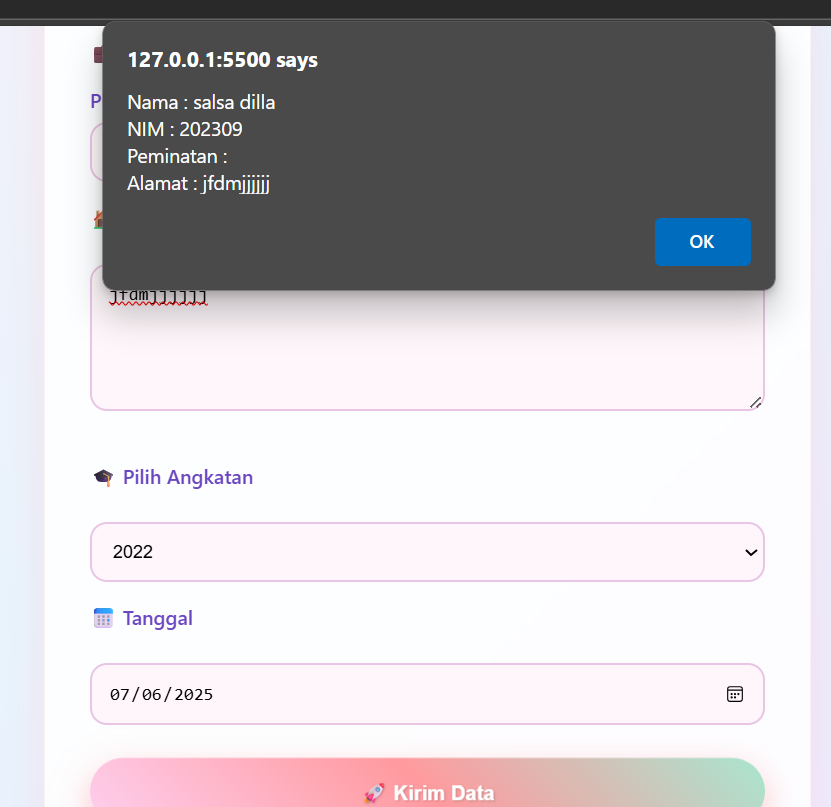 127.0.0.1:5500 says
Nama : salsa dilla
NIM : 202309
Peminatan :
Alamat : jfdmjjjjjj
P
jfdmjjjjjj
Pilih Angkatan
2022
Tanggal
07/06/2025
Kirim Data
OK